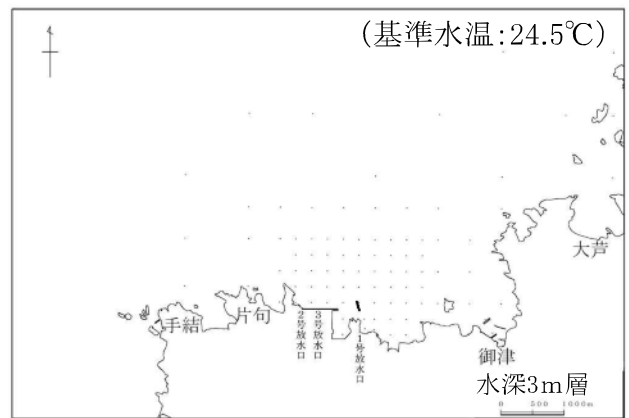 (基準水温:24.5℃)
大芦
手結
片句
2号放水口
3号放水口
1号放水口
御津
水深3m層
0 500 1000m